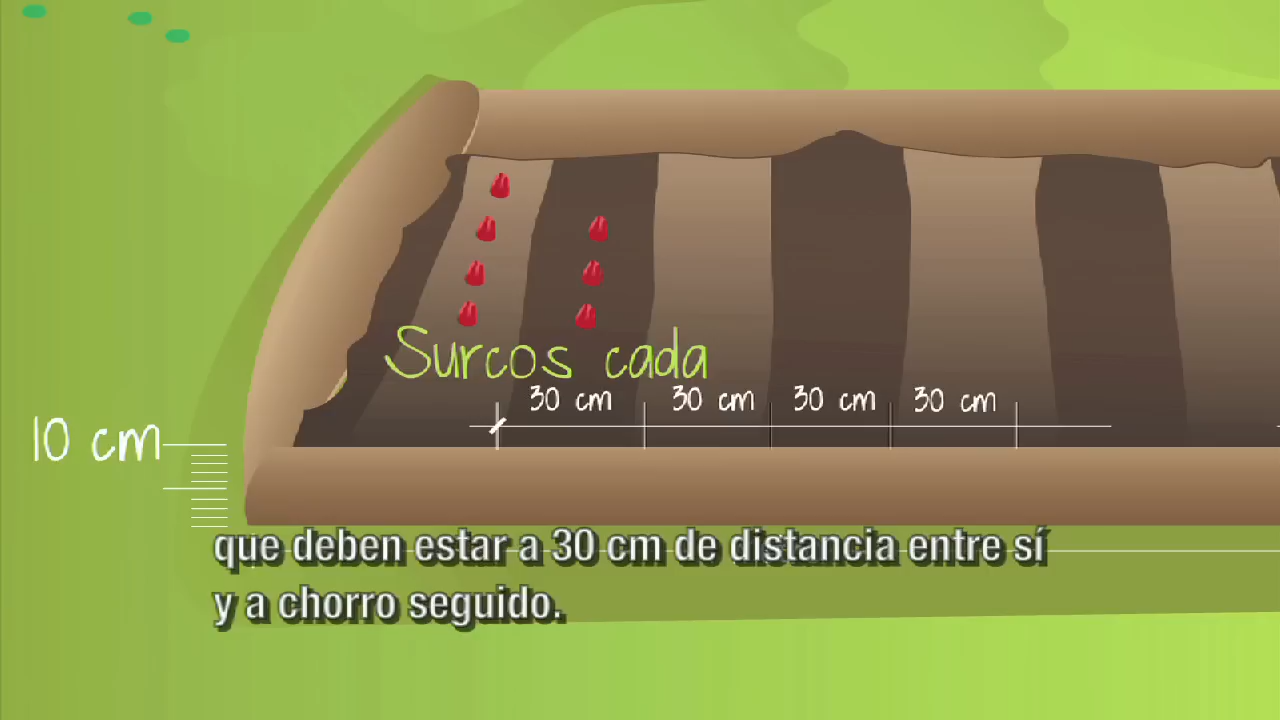 Surcos cada
30 cm 30 cm 30 cm 30 cm
10 cm
que deben estar a 30 cm de distancia entre sí
y a chorro seguido.